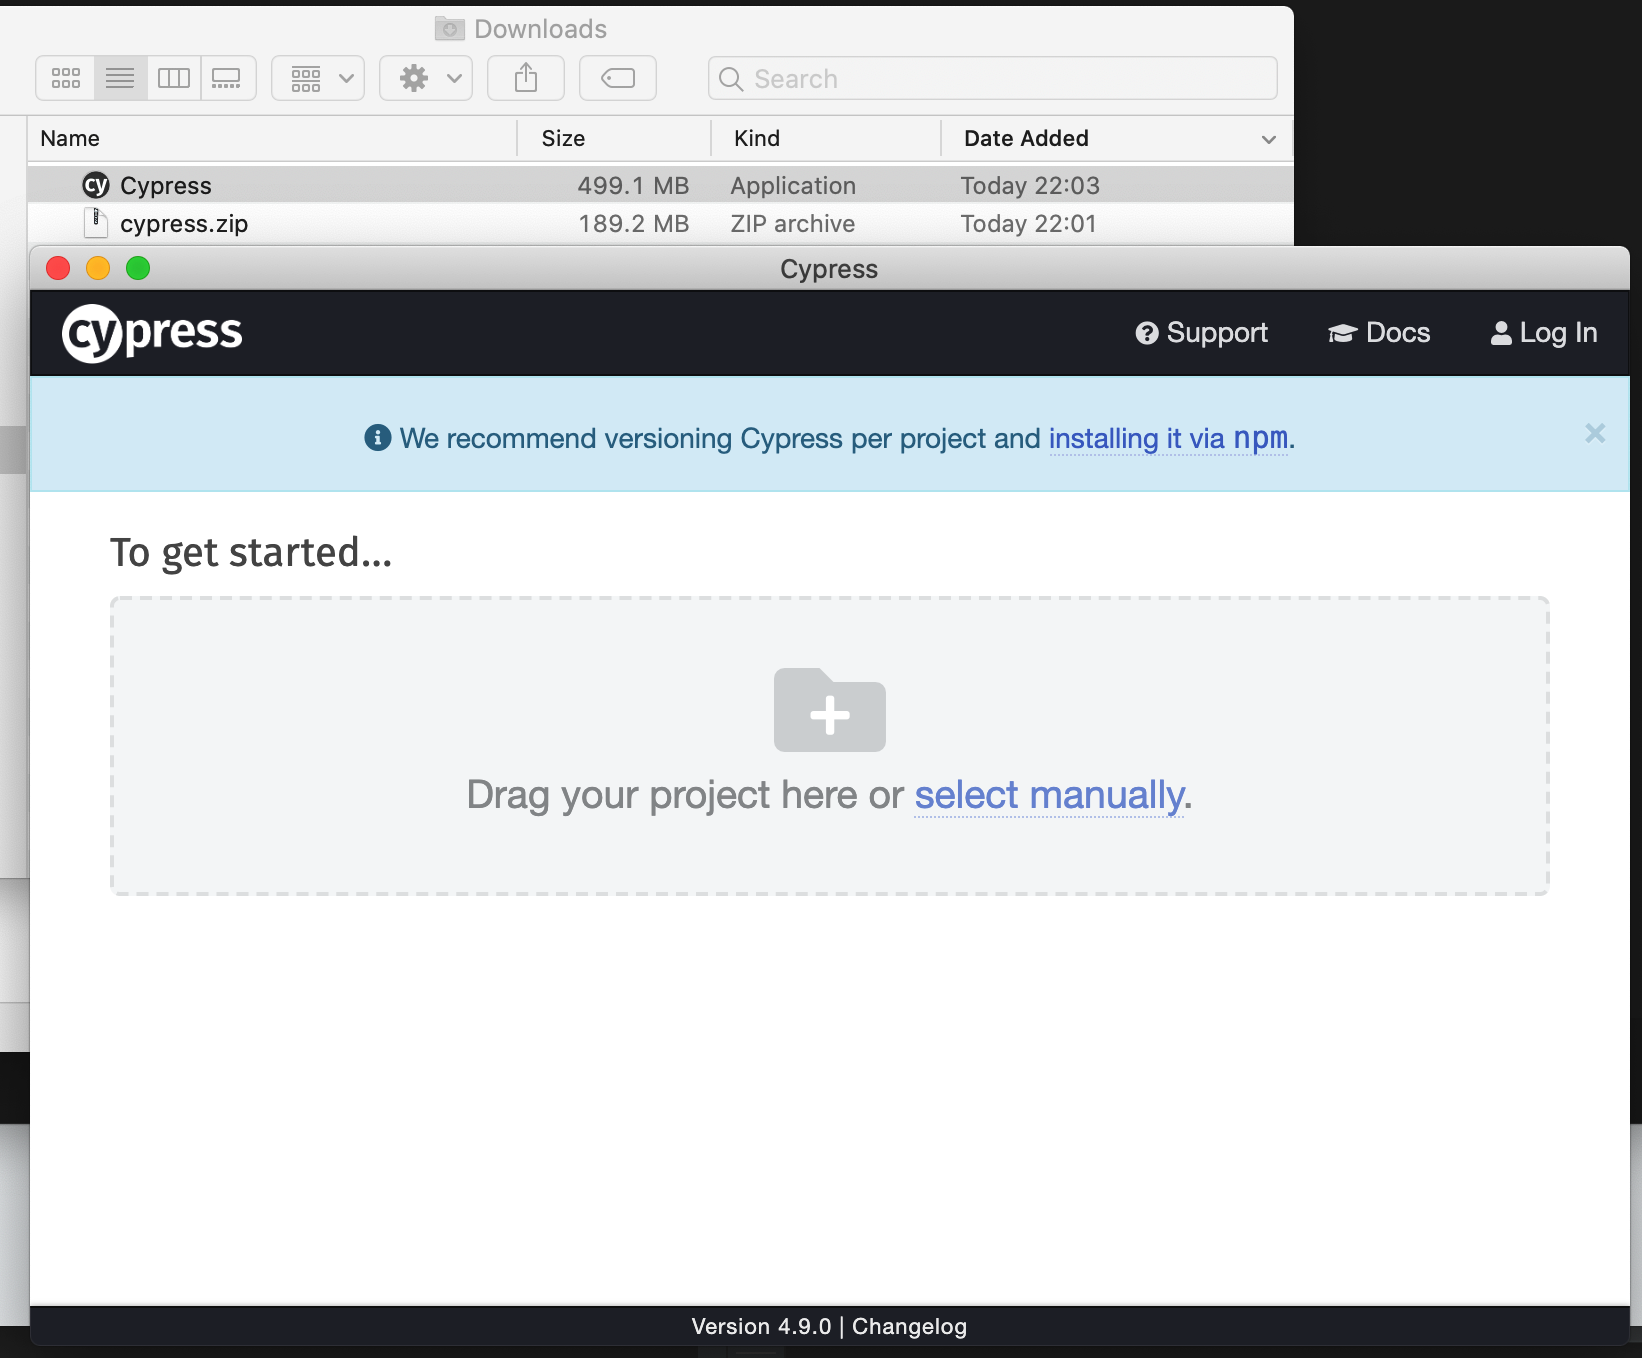 Downloads
Search
Name Size Kind Date Added
cy Cypress 499.1 MB Application Today 22:03
cypress.zip 189.2 MB ZIP archive Today 22:01
Cypress
cypress Support Docs Log In
We recommend versioning Cypress per project and installing it via npm.
To get started...
Drag your project here or select manually.
Version 4.9.0 | Changelog